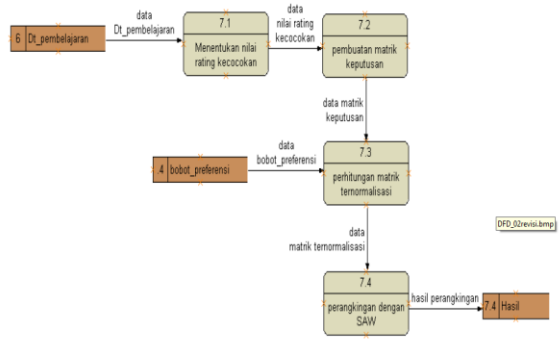 data
Dt_pembelajaran
6 Dt_pembelajaran
7.1
Menentukan nilai
rating kecocokan
data
nilai rating
kecocokan
7.2
pembuatan matrik
keputusan
data matrik
keputusan
.4 bobot_preferensi
data
bobot_preferensi
7.3
perhitungan matrik
ternormalisasi
DFD_02revisi.bmp
data
matrik ternormalisasi
7.4
perangkingan dengan
SAW
hasil perangkingan
7.4 Hasil